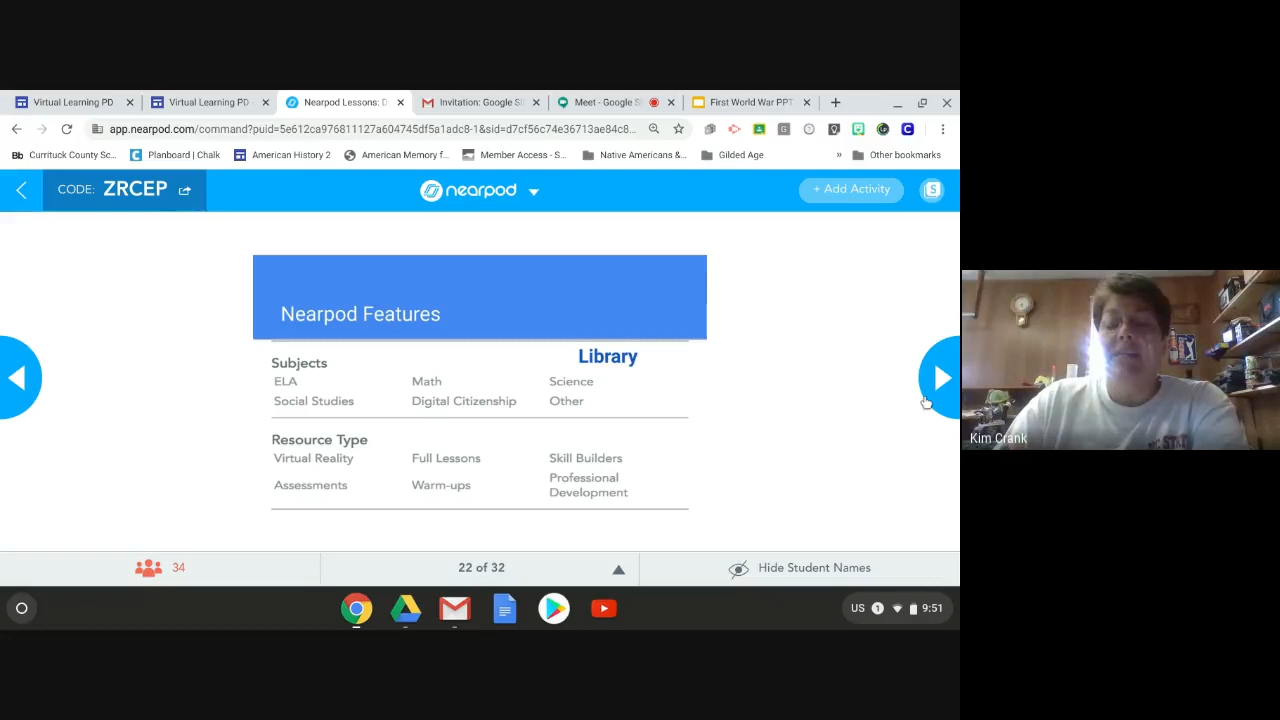 Virtual Learning PD
Virtual Learning PD
Nearpod Lessons: D
Invitation: Google Sl
Meet - Google S
First World War PPT
app.nearpod.com/command?puid=5e612ca976811127a604745df5a1adc8-1&sid=d7cf56c74e36713ae84c8...
Bb Currituck County Sc...
Planboard | Chalk
American History 2
American Memory f...
Member Access - S...
Native Americans &...
Gilded Age
» Other bookmarks
CODE: ZRCEP
nearpod
+ Add Activity
S
Nearpod Features
Library
Subjects
ELA Math Science
Social Studies Digital Citizenship Other
Resource Type
Virtual Reality Full Lessons Skill Builders
Assessments Warm-ups Professional
Development
34
22 of 32
Hide Student Names
US 1 9:51
Kim Crank